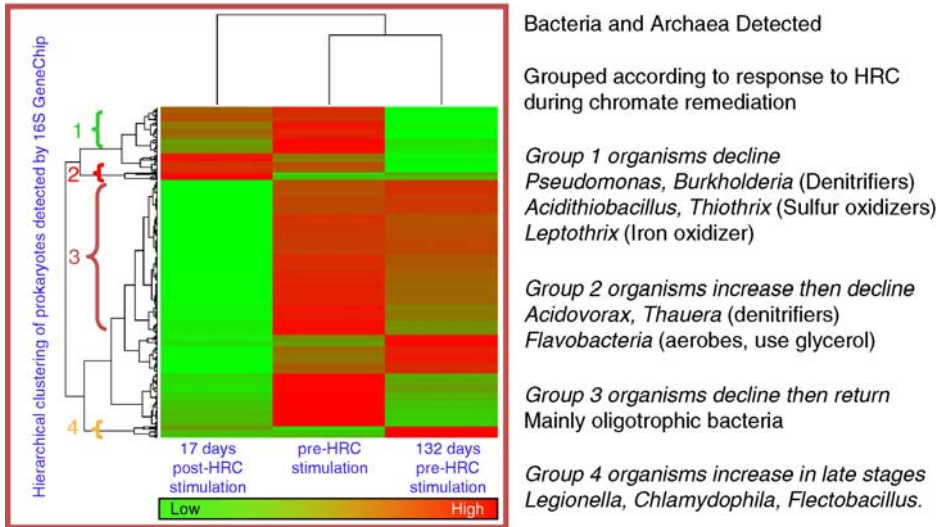 Hierarchical clustering of prokaryotes detected by 16S GeneChip
1
2
3
4
17 days
post-HRC
stimulation
pre-HRC
stimulation
132 days
pre-HRC
stimulation
Low
High
Bacteria and Archaea Detected
Grouped according to response to HRC
during chromate remediation
Group 1 organisms decline
Pseudomonas, Burkholderia (Denitrifiers)
Acidithiobacillus, Thiothrix (Sulfur oxidizers)
Leptothrix (Iron oxidizer)
Group 2 organisms increase then decline
Acidovorax, Thauera (denitrifiers)
Flavobacteria (aerobes, use glycerol)
Group 3 organisms decline then return
Mainly oligotrophic bacteria
Group 4 organisms increase in late stages
Legionella, Chlamydophila, Flectobacillus.